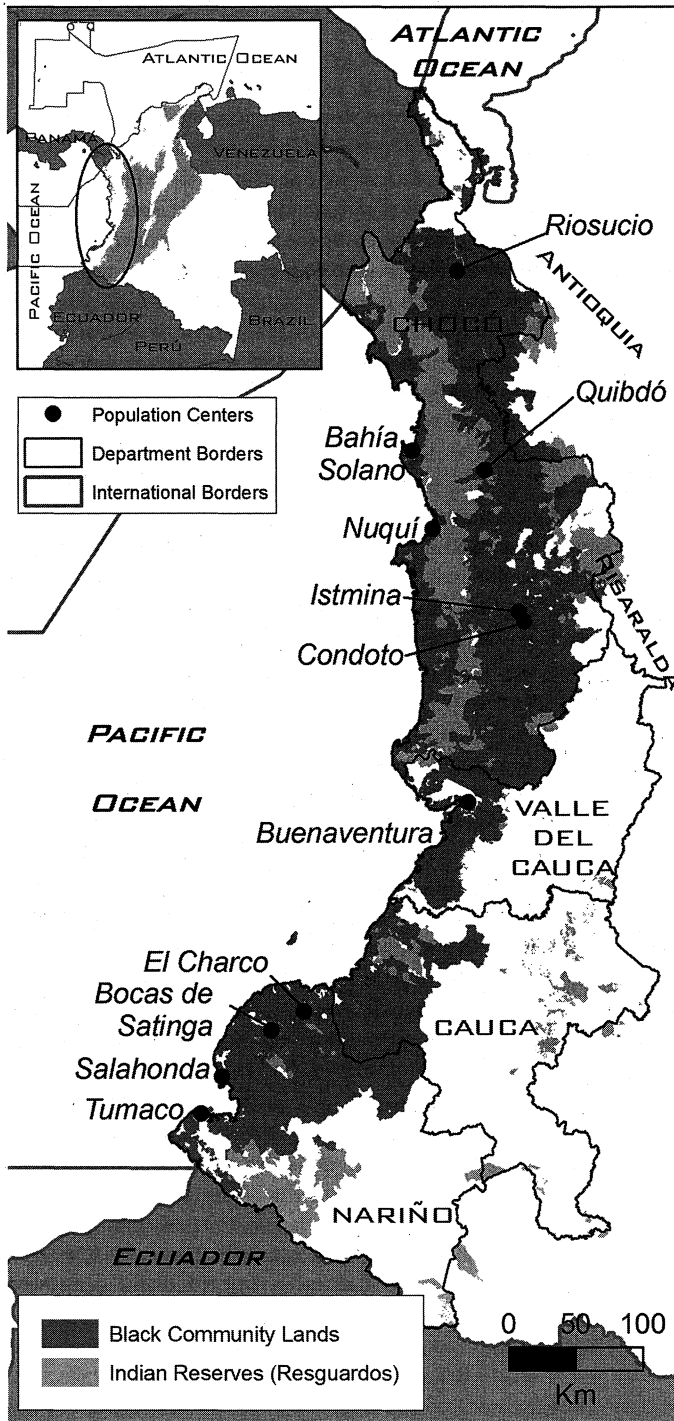 ATLANTIC OCEAN
PANAMÁ
VENEZUELA
PACIFIC OCEAN
ECUADOR
BRAZIL
PERÚ
ATLANTIC
OCEAN
Riosucio
ANTIOQUIA
CHOCÓ
Population Centers
Department Borders
International Borders
Quibdó
Bahía
Solano
Nuquí
RISARALDA
Istmina
Condoto
PACIFIC
OCEAN
Buenaventura
VALLE
DEL
CAUCA
El Charco
Bocas de
Satinga
CAUCA
Salahonda
Tumaco
NARIÑO
ECUADOR
Black Community Lands
Indian Reserves (Resguardos)
0 50 100
Km